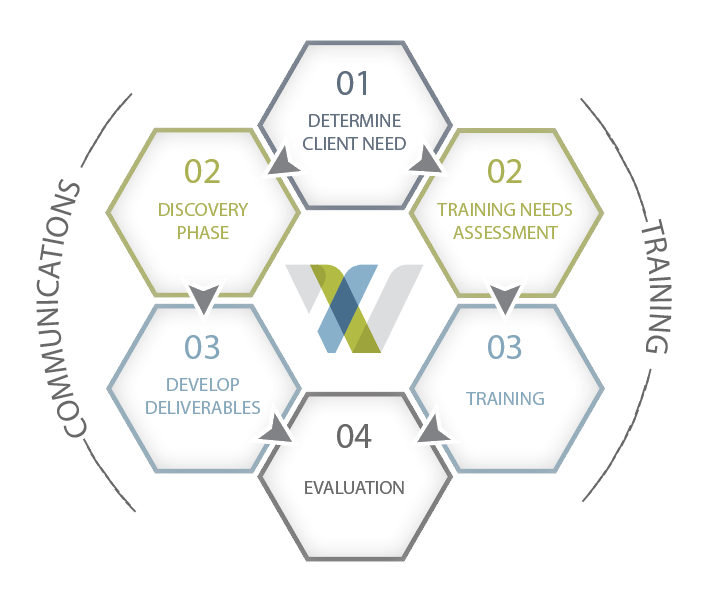 01
DETERMINE
CLIENT NEED
02
DISCOVERY
PHASE
02
TRAINING NEEDS
ASSESSMENT
COMMUNICATIONS
TRAINING
03
DEVELOP
DELIVERABLES
03
TRAINING
04
EVALUATION